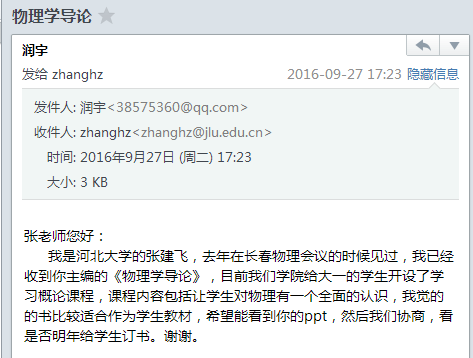 物理学导论
润宇
发给 zhanghz 2016-09-27 17:23 隐藏信息
发件人: 润宇<38575360@qq.com>
收件人: zhanghz<zhanghz@jlu.edu.cn>
时间: 2016年9月27日 (周二) 17:23
大小: 3 KB
张老师您好：
我是河北大学的张建飞，去年在长春物理会议的时候见过，我已经
收到你主编的《物理学导论》，目前我们学院给大一的学生开设了学
习概论课程，课程内容包括让学生对物理有一个全面的认识，我觉的
的书比较适合作为学生教材，希望能看到你的ppt，然后我们协商，看
是否明年给学生订书。谢谢。